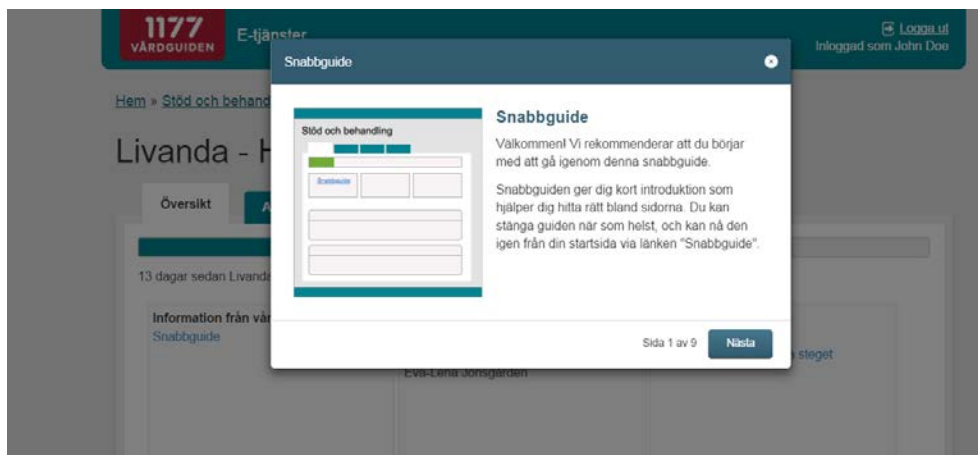 1177
VÅRDGUIDEN
E-tjänster
Logga ut
Inloggad som John Doe
Hem » Stöd och behand
Livanda - H
Översikt
A
13 dagar sedan Livanda
Information från vår
Snabbguide
Eva-Lena Jonsgården
steget
Snabbguide
Stöd och behandling
Snabbguide
Snabbguide
Välkommen! Vi rekommenderar att du börjar
med att gå igenom denna snabbguide.
Snabbguiden ger dig kort introduktion som
hjälper dig hitta rätt bland sidorna. Du kan
stänga guiden när som helst, och kan nå den
igen från din startsida via länken "Snabbguide".
Sida 1 av 9
Nästa